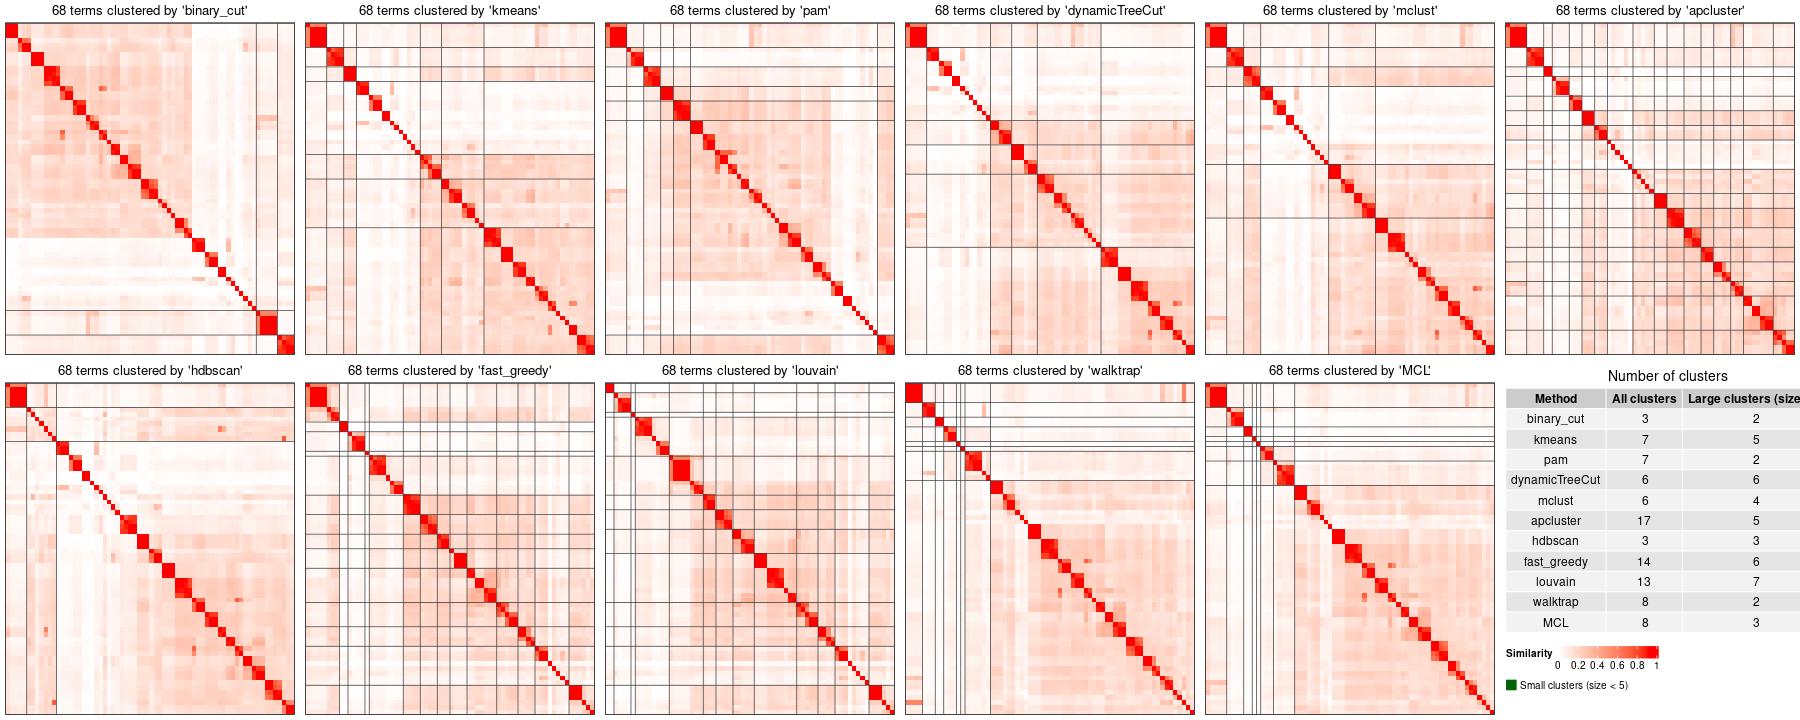 68 terms clustered by 'binary_cut'
68 terms clustered by 'kmeans'
68 terms clustered by 'pam'
68 terms clustered by 'dynamicTreeCut'
68 terms clustered by 'mclust'
68 terms clustered by 'apcluster'
68 terms clustered by 'hdbscan'
68 terms clustered by 'fast_greedy'
68 terms clustered by 'louvain'
68 terms clustered by 'walktrap'
68 terms clustered by 'MCL'
Number of clusters
Method All clusters Large clusters (size
binary_cut 3 2
kmeans 7 5
pam 7 2
dynamicTreeCut 6 6
mclust 6 4
apcluster 17 5
hdbscan 3 3
fast_greedy 14 6
louvain 13 7
walktrap 8 2
MCL 8 3
Similarity
0 0.2 0.4 0.6 0.8 1
Small clusters (size < 5)